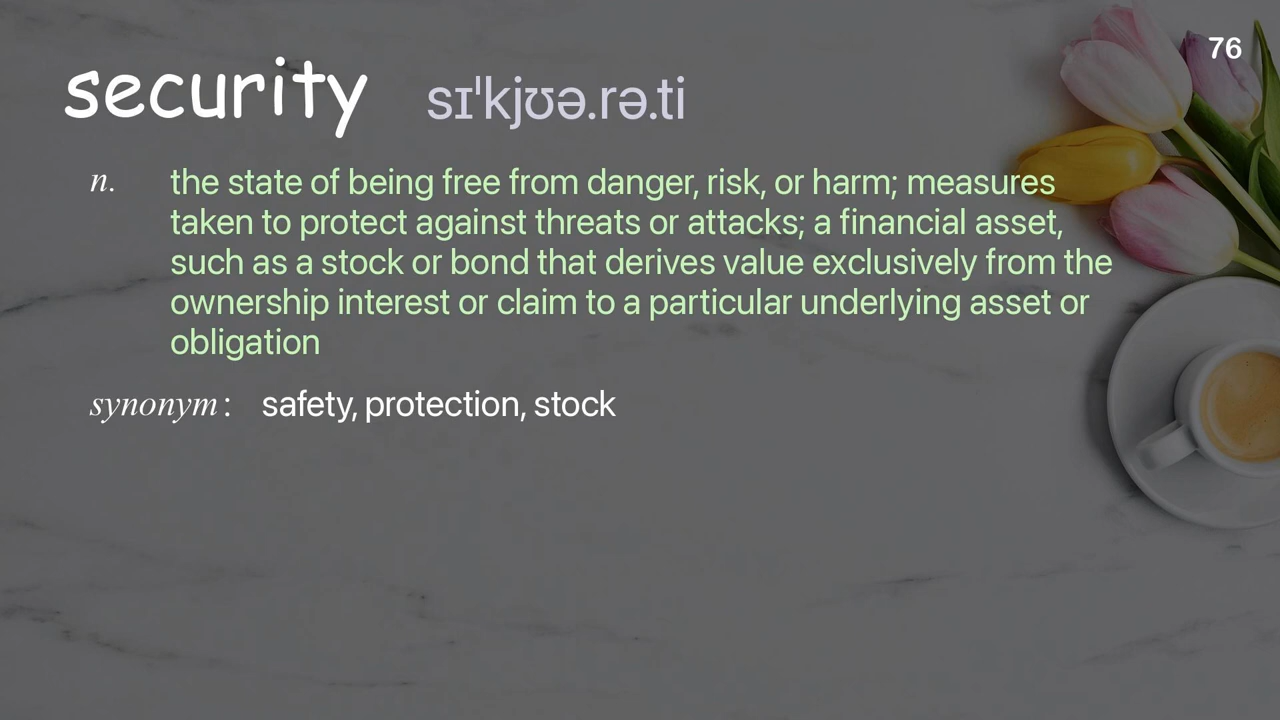 76
security sɪˈkjʊə.rə.ti
n. the state of being free from danger, risk, or harm; measures
taken to protect against threats or attacks; a financial asset,
such as a stock or bond that derives value exclusively from the
ownership interest or claim to a particular underlying asset or
obligation
synonym: safety, protection, stock